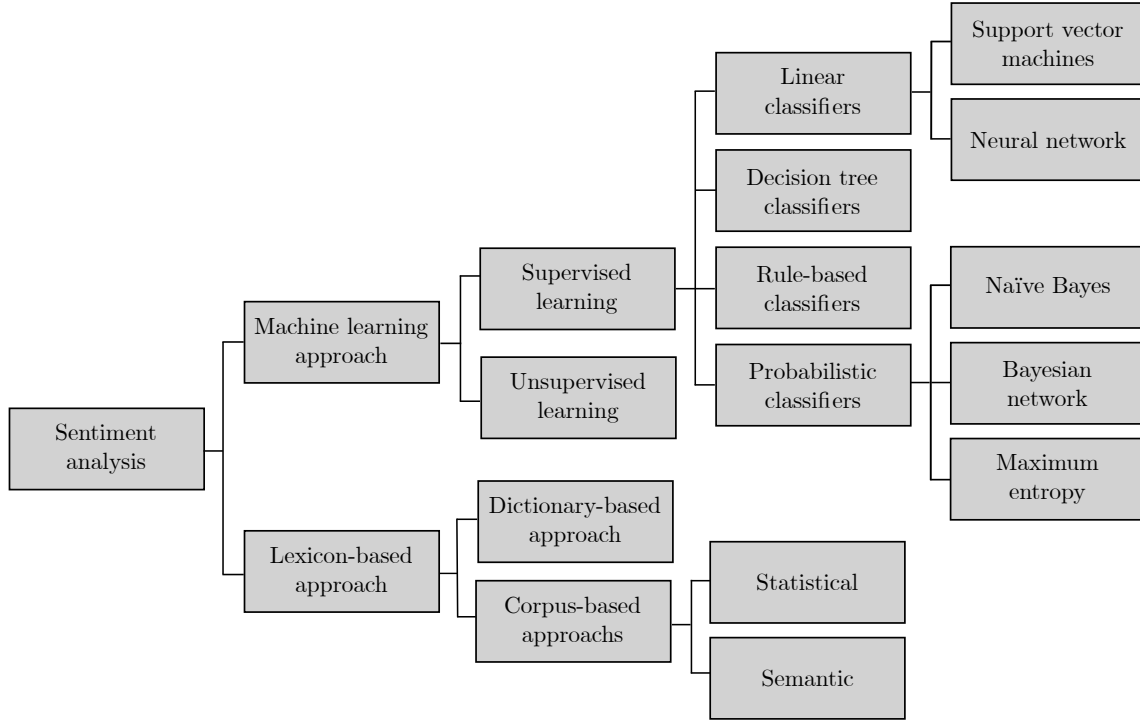 Support vector
machines
Linear
classifiers
Neural network
Decision tree
classifiers
Supervised
learning
Rule-based
classifiers
Naïve Bayes
Machine learning
approach
Unsupervised
learning
Probabilistic
classifiers
Bayesian
network
Sentiment
analysis
Maximum
entropy
Dictionary-based
approach
Lexicon-based
approach
Statistical
Corpus-based
approachs
Semantic